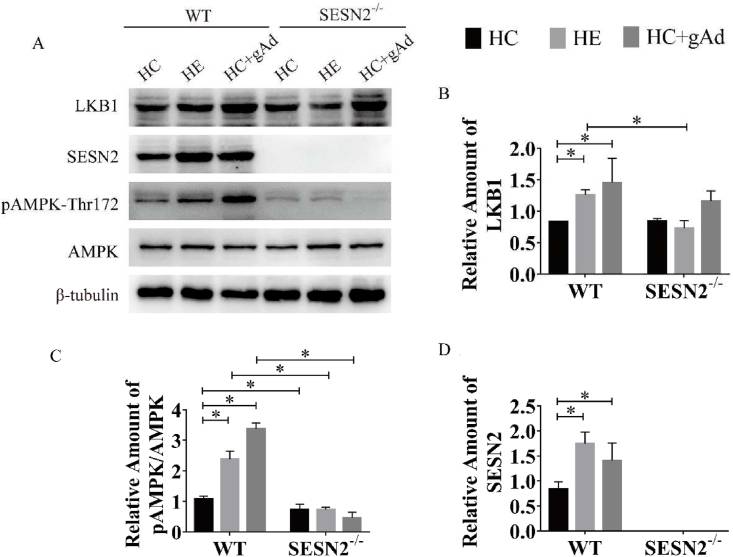 WT SESN2-/-
HC HE HC+gAd
A
HC HE HC+gAd HC HE HC+gAd
LKB1
SESN2
pAMPK-Thr172
AMPK
β-tubulin
B
* * *
Relative Amount of
LKB1
2.0
1.5
1.0
0.5
0.0
WT SESN2-/-
C
* * * * *
Relative Amount of
pAMPK/AMPK
4
3
2
1
0
WT SESN2-/-
D
* *
Relative Amount of
SESN2
2.5
2.0
1.5
1.0
0.5
0.0
WT SESN2-/-